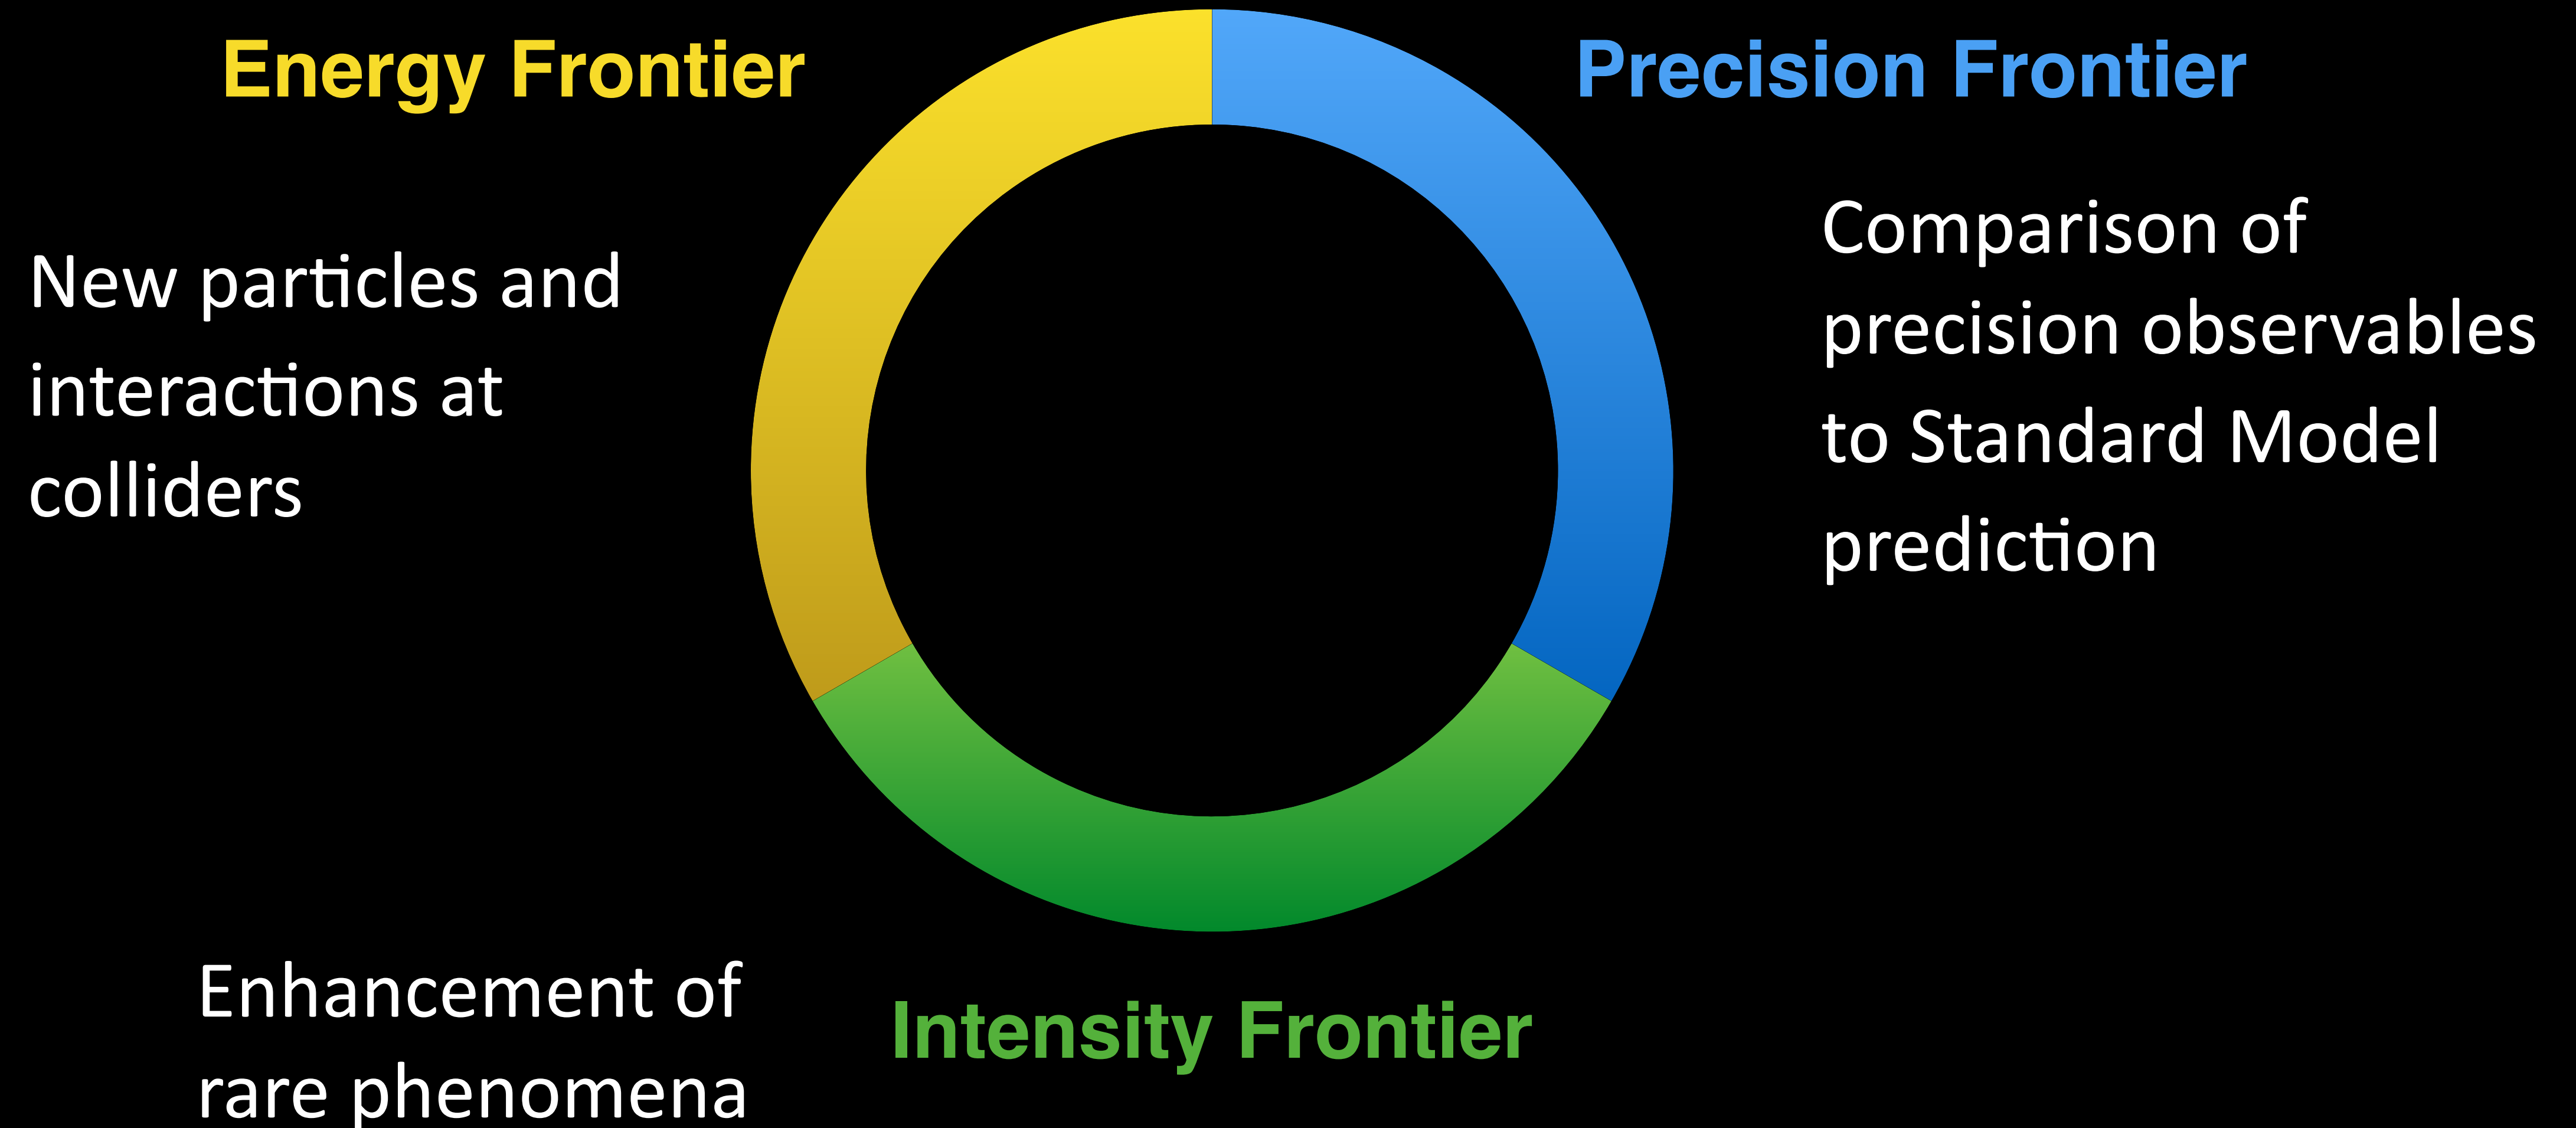 Energy Frontier
New particles and
interactions at
colliders
Precision Frontier
Comparison of
precision observables
to Standard Model
prediction
Enhancement of
rare phenomena
Intensity Frontier